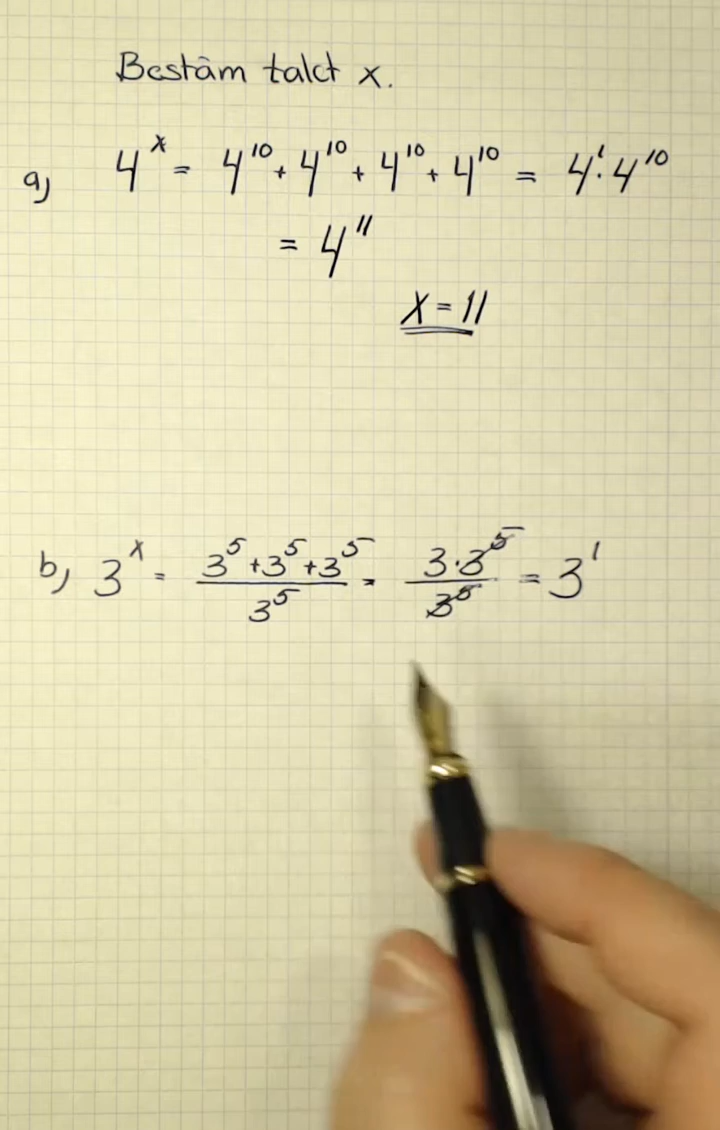 Bestäm talet x.
a) 4^x = 4^10 + 4^10 + 4^10 + 4^10 = 4^1 · 4^10
= 4^11
x = 11
b) 3^x = (3^5 + 3^5 + 3^5) / 3^5 = (3 · 3^5) / 3^5 = 3^1